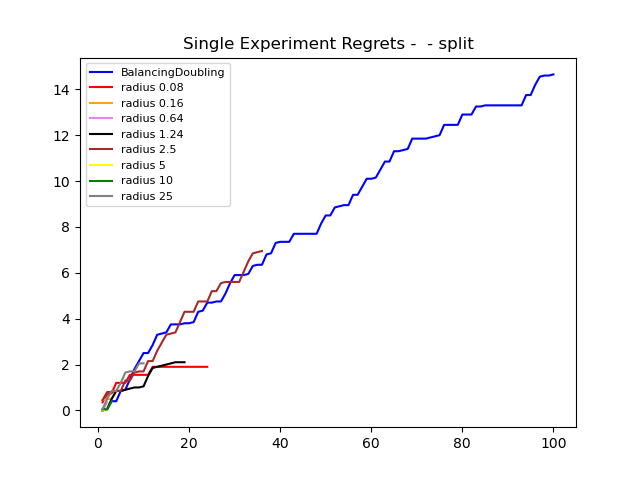 Single Experiment Regrets -  - split
BalancingDoubling
radius 0.08
radius 0.16
radius 0.64
radius 1.24
radius 2.5
radius 5
radius 10
radius 25
14
12
10
8
6
4
2
0
0 20 40 60 80 100